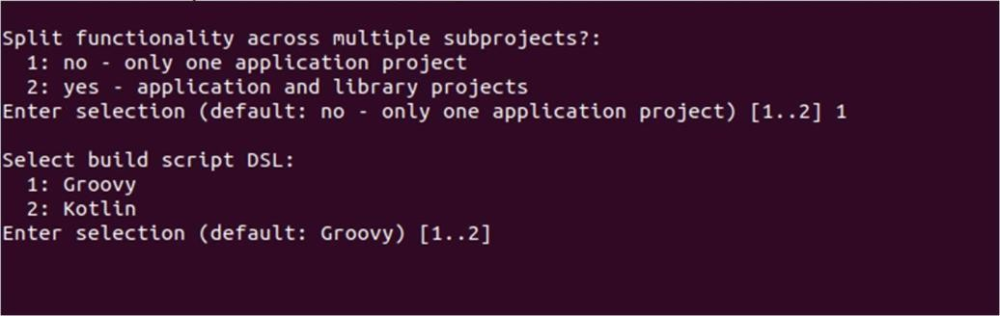 Split functionality across multiple subprojects?:
  1: no - only one application project
  2: yes - application and library projects
Enter selection (default: no - only one application project) [1..2] 1
Select build script DSL:
  1: Groovy
  2: Kotlin
Enter selection (default: Groovy) [1..2]